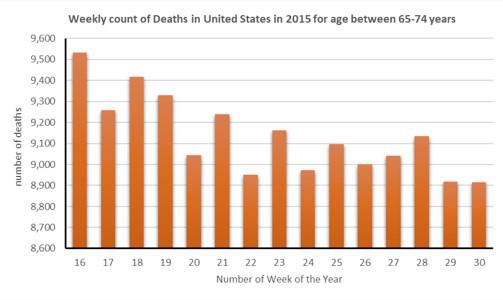 Weekly count of Deaths in United States in 2015 for age between 65-74 years
9,600
9,500
9,400
9,300
9,200
9,100
9,000
8,900
8,800
8,700
8,600
number of deaths
16 17 18 19 20 21 22 23 24 25 26 27 28 29 30
Number of Week of the Year